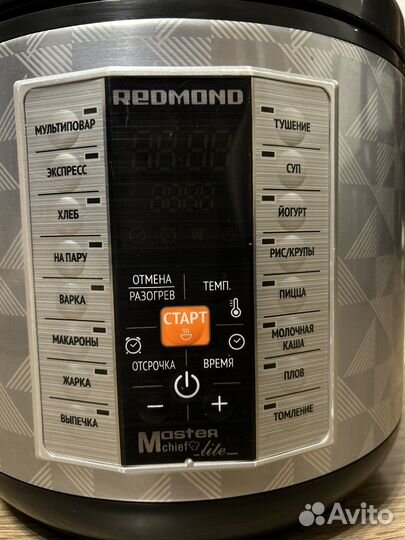 REDMOND
МУЛЬТИПОВАР
ЭКСПРЕСС
ХЛЕБ
НА ПАРУ
ВАРКА
МАКАРОНЫ
ЖАРКА
ВЫПЕЧКА
ОТМЕНА
РАЗОГРЕВ
ТЕМП.
СТАРТ
ОТСРОЧКА
ВРЕМЯ
− +
Master
chief lite
ТУШЕНИЕ
СУП
ЙОГУРТ
РИС/КРУПЫ
ПИЦЦА
МОЛОЧНАЯ
КАША
ПЛОВ
ТОМЛЕНИЕ
Avito